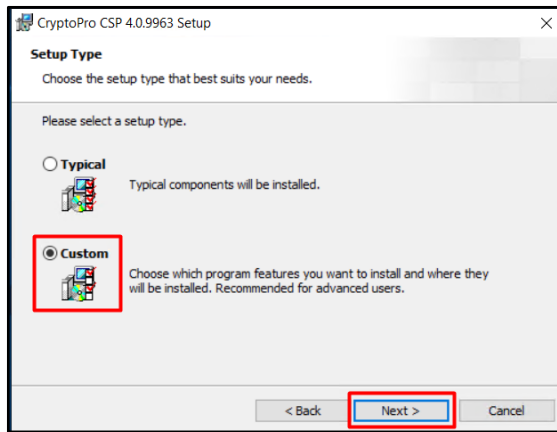 CryptoPro CSP 4.0.9963 Setup
Setup Type
Choose the setup type that best suits your needs.
Please select a setup type.
Typical
Typical components will be installed.
Custom
Choose which program features you want to install and where they
will be installed. Recommended for advanced users.
< Back Next > Cancel